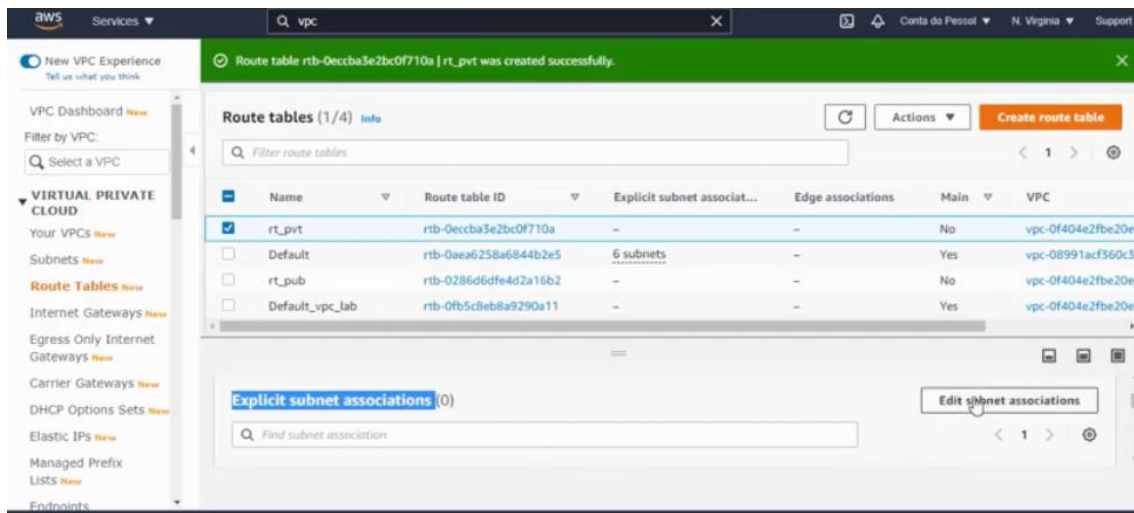 aws
Services ▼
vpc
Conta do Pessol ▼
N. Virginia ▼
Support
New VPC Experience
Tell us what you think
Route table rtb-0eccba3e2bc0f710a | rt_pvt was created successfully.
VPC Dashboard New
Filter by VPC:
Select a VPC
VIRTUAL PRIVATE
CLOUD
Your VPCs New
Subnets New
Route Tables New
Internet Gateways New
Egress Only Internet
Gateways New
Carrier Gateways New
DHCP Options Sets New
Elastic IPs New
Managed Prefix
Lists New
Endpoints
Route tables (1/4) Info
Actions ▼
Create route table
Filter route tables
1
Name Route table ID Explicit subnet associat... Edge associations Main VPC
rt_pvt rtb-0eccba3e2bc0f710a – – No vpc-0f404e2fbe20e
Default rtb-0aea6258a6844b2e5 6 subnets – Yes vpc-08991acf360c3
rt_pub rtb-0286d6dfe4d2a16b2 – – No vpc-0f404e2fbe20e
Default_vpc_lab rtb-0fb5c8eb8a9290a11 – – Yes vpc-0f404e2fbe20e
Explicit subnet associations (0)
Edit subnet associations
Find subnet association
1